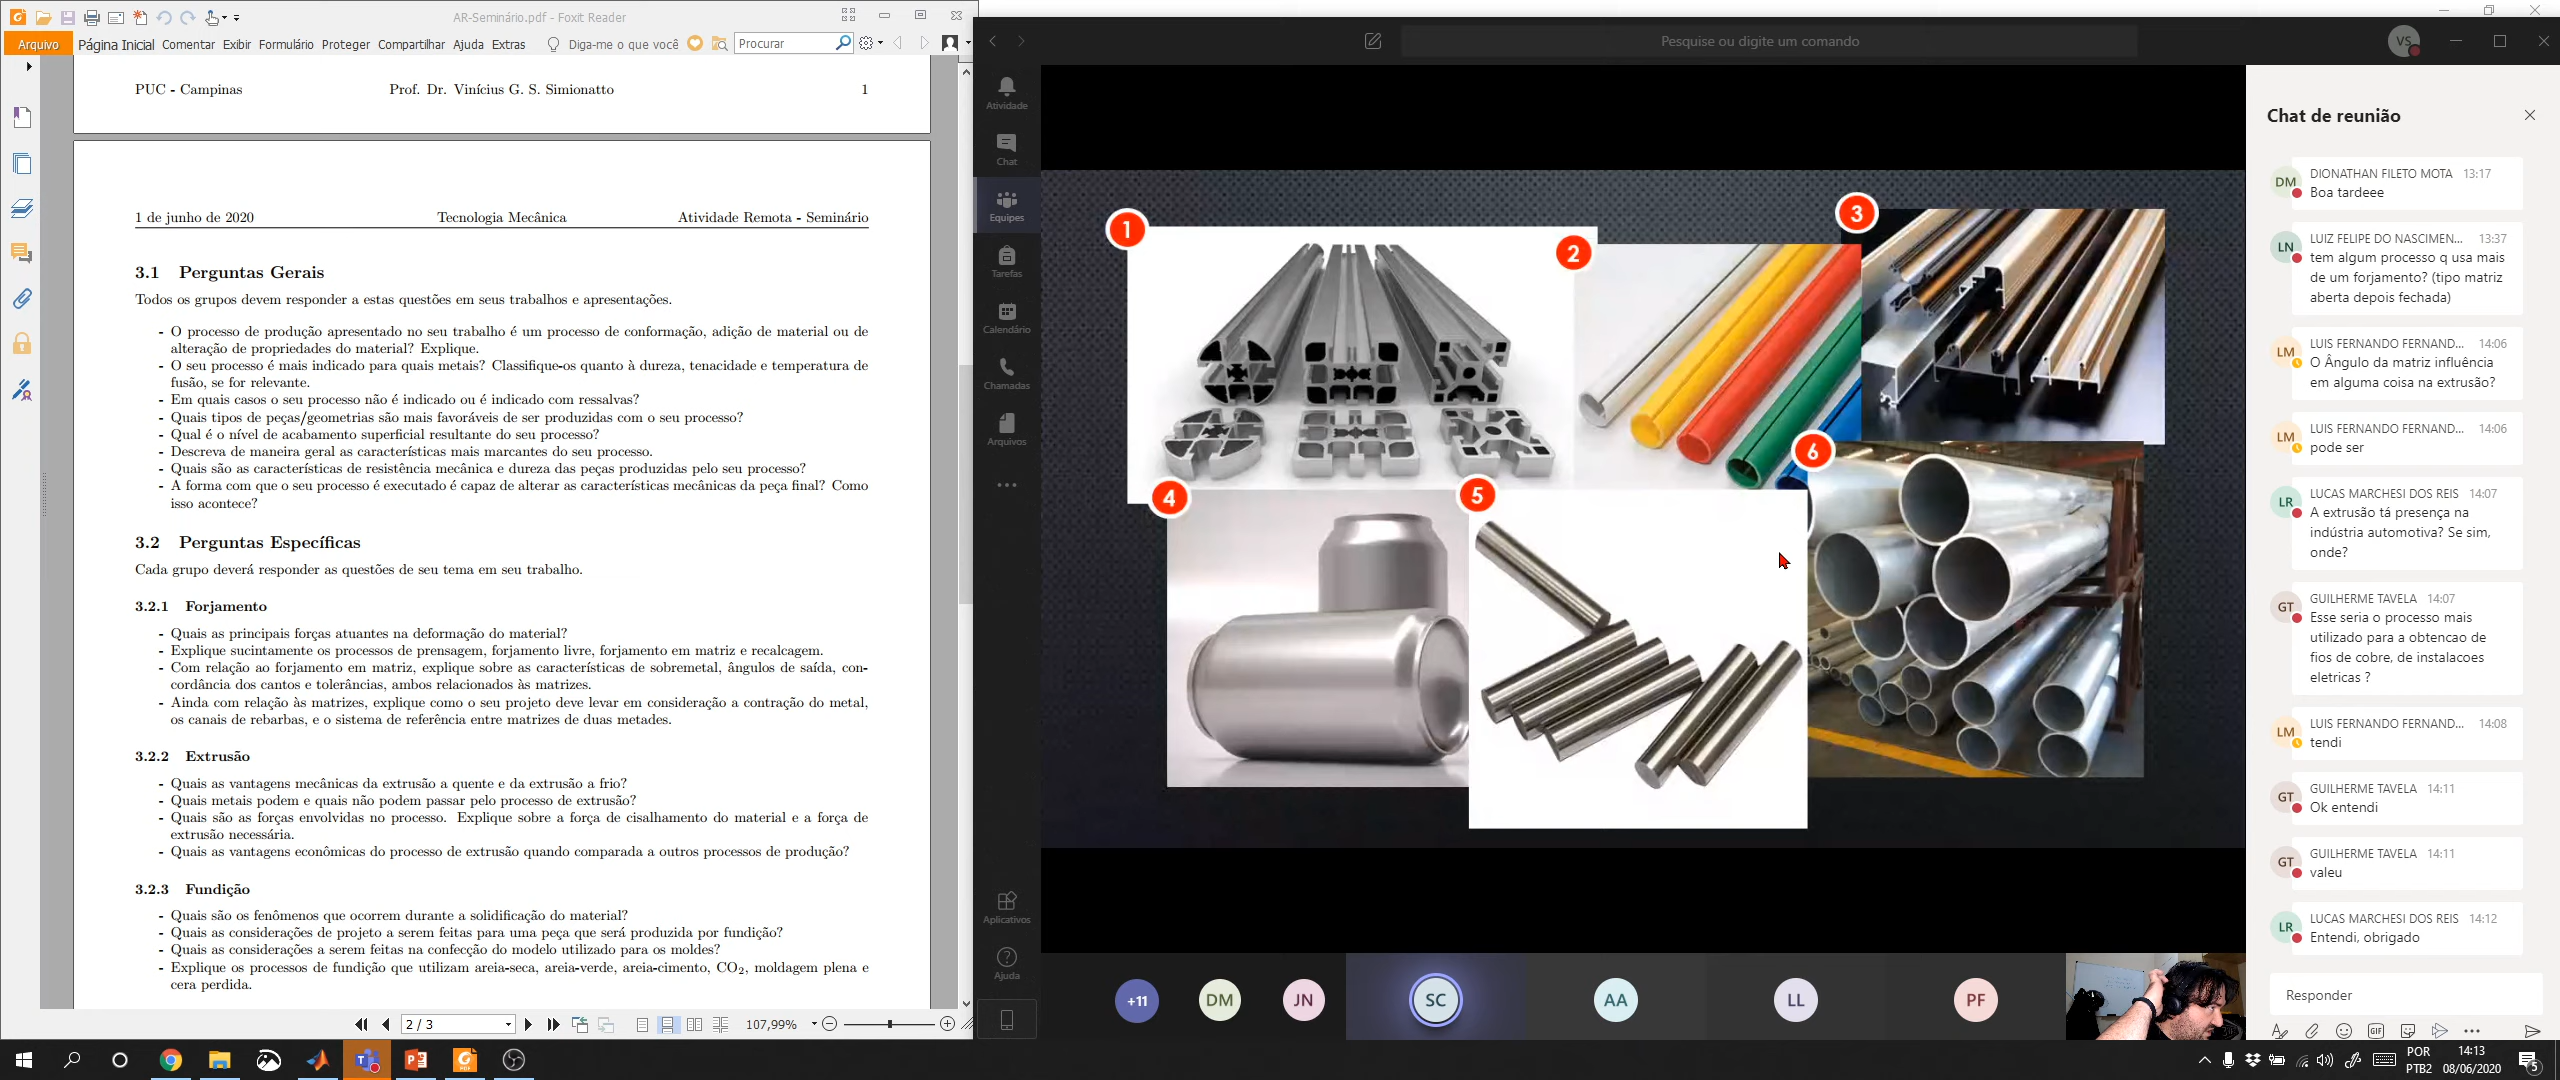 AR-Seminário.pdf - Foxit Reader
Arquivo Página Inicial Comentar Exibir Formulário Proteger Compartilhar Ajuda Extras Diga-me o que você Procurar
PUC - Campinas Prof. Dr. Vinícius G. S. Simionatto 1
1 de junho de 2020 Tecnologia Mecânica Atividade Remota - Seminário
3.1 Perguntas Gerais
Todos os grupos devem responder a estas questões em seus trabalhos e apresentações.
- O processo de produção apresentado no seu trabalho é um processo de conformação, adição de material ou de
alteração de propriedades do material? Explique.
- O seu processo é mais indicado para quais metais? Classifique-os quanto à dureza, tenacidade e temperatura de
fusão, se for relevante.
- Em quais casos o seu processo não é indicado ou é indicado com ressalvas?
- Quais tipos de peças/geometrias são mais favoráveis de ser produzidas com o seu processo?
- Qual é o nível de acabamento superficial resultante do seu processo?
- Descreva de maneira geral as características mais marcantes do seu processo.
- Quais são as características de resistência mecânica e dureza das peças produzidas pelo seu processo?
- A forma com que o seu processo é executado é capaz de alterar as características mecânicas da peça final? Como
isso acontece?
3.2 Perguntas Específicas
Cada grupo deverá responder as questões de seu tema em seu trabalho.
3.2.1 Forjamento
- Quais as principais forças atuantes na deformação do material?
- Explique sucintamente os processos de prensagem, forjamento livre, forjamento em matriz e recalcagem.
- Com relação ao forjamento em matriz, explique sobre as características de sobremetal, ângulos de saída, con-
cordância dos cantos e tolerâncias, ambos relacionados às matrizes.
- Ainda com relação às matrizes, explique como o seu projeto deve levar em consideração a contração do metal,
os canais de rebarbas, e o sistema de referência entre matrizes de duas metades.
3.2.2 Extrusão
- Quais as vantagens mecânicas da extrusão a quente e da extrusão a frio?
- Quais metais podem e quais não podem passar pelo processo de extrusão?
- Quais são as forças envolvidas no processo. Explique sobre a força de cisalhamento do material e a força de
extrusão necessária.
- Quais as vantagens econômicas do processo de extrusão quando comparada a outros processos de produção?
3.2.3 Fundição
- Quais são os fenômenos que ocorrem durante a solidificação do material?
- Quais as considerações de projeto a serem feitas para uma peça que será produzida por fundição?
- Quais as considerações a serem feitas na confecção do modelo utilizado para os moldes?
- Explique os processos de fundição que utilizam areia-seca, areia-verde, areia-cimento, CO₂, moldagem plena e
cera perdida.
2 / 3 107,99%
Pesquise ou digite um comando VS
Atividade
Chat
Equipes
Tarefas
Calendário
Chamadas
Arquivos
Aplicativos
Ajuda
1
2
3
4
5
6
+11 DM JN SC AA LL PF
Chat de reunião
DM DIONATHAN FILETO MOTA 13:17
Boa tardeee
LN LUIZ FELIPE DO NASCIMEN... 13:37
tem algum processo q usa mais
de um forjamento? (tipo matriz
aberta depois fechada)
LM LUIS FERNANDO FERNAND... 14:06
O Ângulo da matriz influência
em alguma coisa na extrusão?
LM LUIS FERNANDO FERNAND... 14:06
pode ser
LR LUCAS MARCHESI DOS REIS 14:07
A extrusão tá presença na
indústria automotiva? Se sim,
onde?
GT GUILHERME TAVELA 14:07
Esse seria o processo mais
utilizado para a obtencao de
fios de cobre, de instalacoes
eletricas ?
LM LUIS FERNANDO FERNAND... 14:08
tendi
GT GUILHERME TAVELA 14:11
Ok entendi
GT GUILHERME TAVELA 14:11
valeu
LR LUCAS MARCHESI DOS REIS 14:12
Entendi, obrigado
Responder
GIF
POR
PTB2
14:13
08/06/2020
5